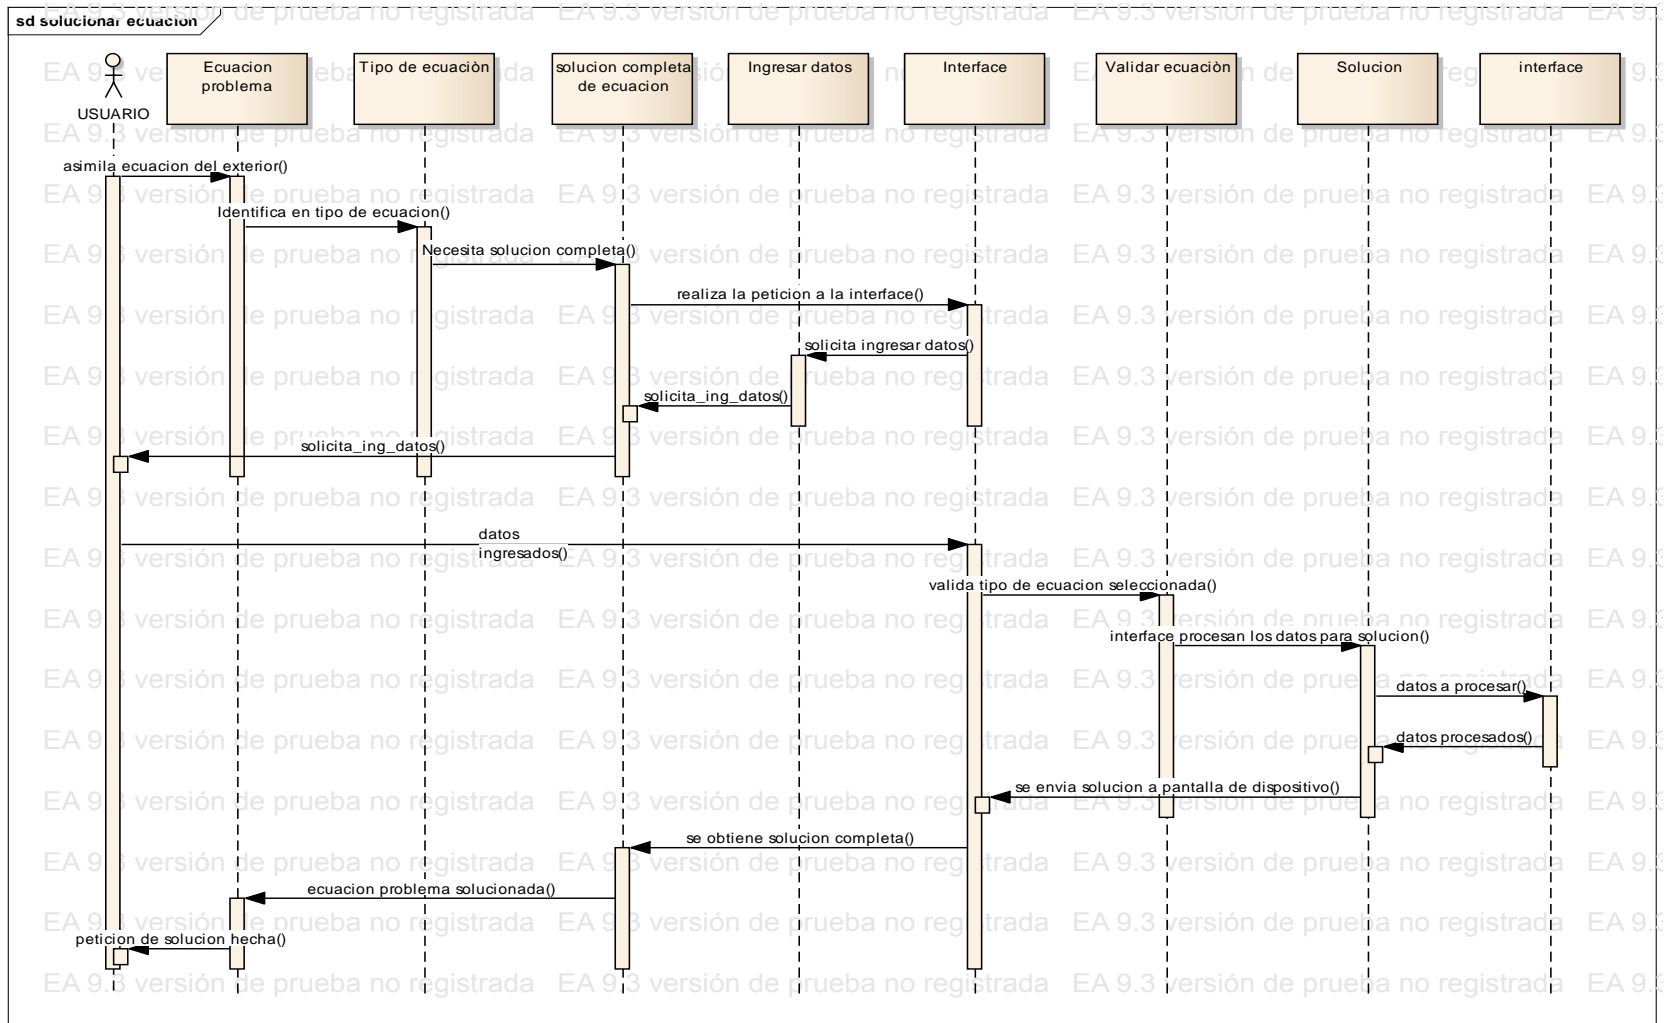 sd solucionar ecuacion
USUARIO
Ecuacion
problema
Tipo de ecuaciòn
solucion completa
de ecuacion
Ingresar datos
Interface
Validar ecuaciòn
Solucion
interface
asimila ecuacion del exterior()
Identifica en tipo de ecuacion()
Necesita solucion completa()
realiza la peticion a la interface()
solicita ingresar datos()
solicita_ing_datos()
solicita_ing_datos()
datos
ingresados()
valida tipo de ecuacion seleccionada()
interface procesan los datos para solucion()
datos a procesar()
datos procesados()
se envia solucion a pantalla de dispositivo()
se obtiene solucion completa()
ecuacion problema solucionada()
peticion de solucion hecha()
EA 9.3 versión de prueba no registrada